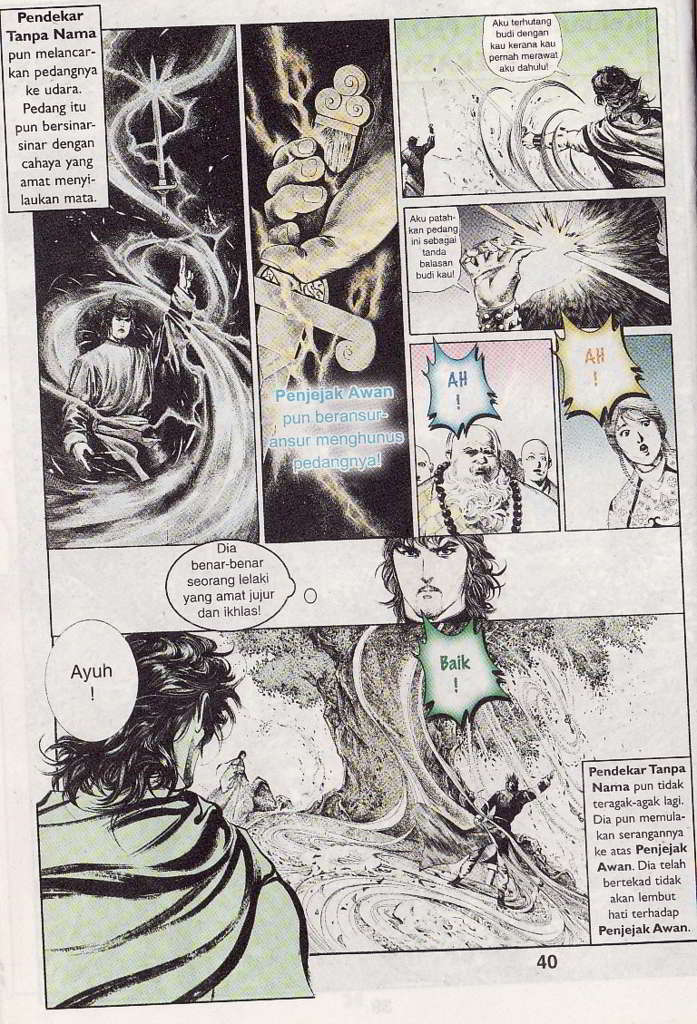 Pendekar
Tanpa Nama
pun melancar-
kan pedangnya
ke udara.
Pedang itu
pun bersinar-
sinar dengan
cahaya yang
amat menyi-
laukan mata.
Penjejak Awan
pun beransur-
ansur menghunus
pedangnya!
Aku terhutang
budi dengan
kau kerana kau
pernah merawat
aku dahulu!
Aku patah-
kan pedang
ini sebagai
tanda
balasan
budi kau!
AH
!
AH
!
Dia
benar-benar
seorang lelaki
yang amat jujur
dan ikhlas!
Ayuh
!
Baik
!
Pendekar Tanpa
Nama pun tidak
teragak-agak lagi.
Dia pun memula-
kan serangannya
ke atas Penjejak
Awan. Dia telah
bertekad tidak
akan lembut
hati terhadap
Penjejak Awan.
40